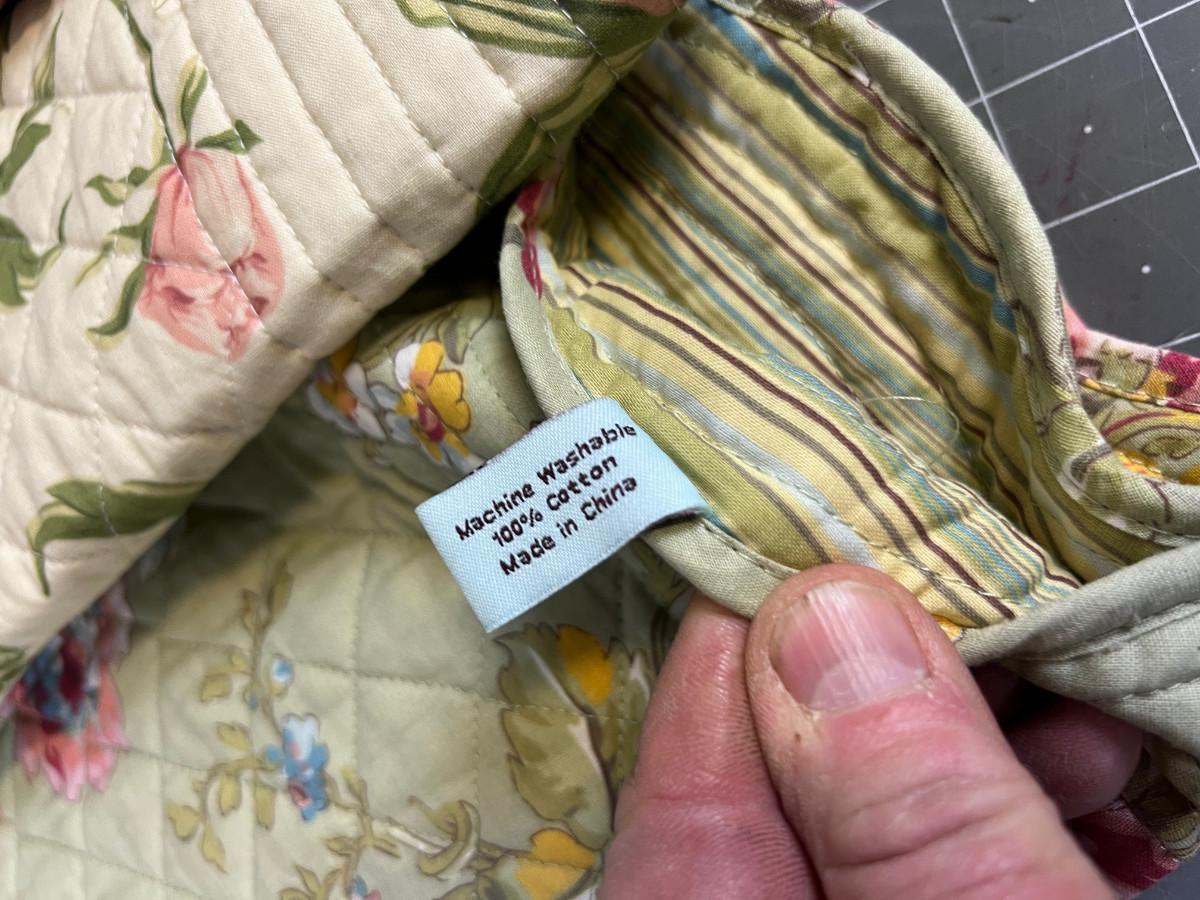 Machine Washable
100% Cotton
Made in China